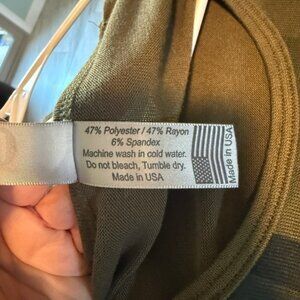 47% Polyester / 47% Rayon
6% Spandex
Machine wash in cold water.
Do not bleach, Tumble dry.
Made in USA
Made in USA